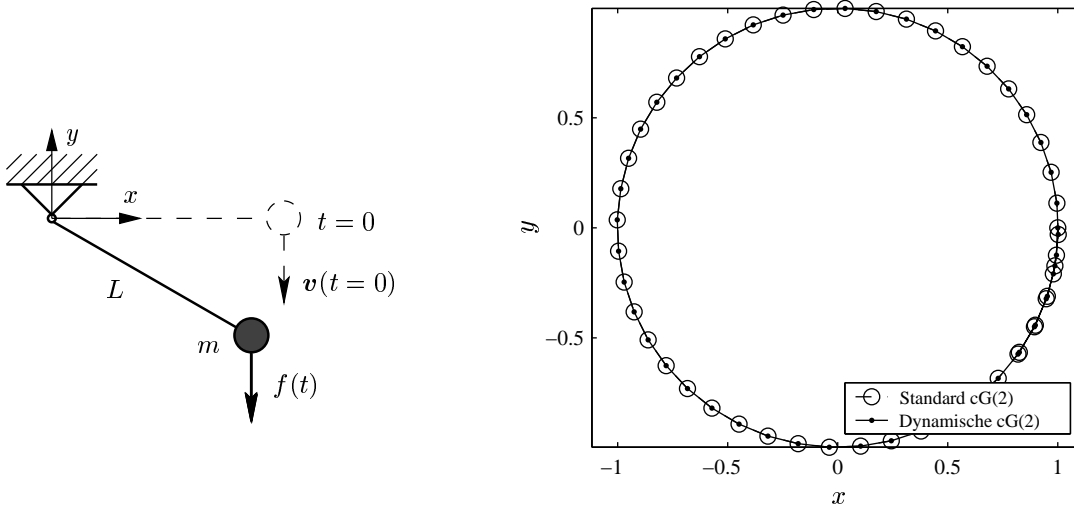 y
x
t = 0
v(t = 0)
L
m
f(t)
0.5
0
−0.5
y
−1
−0.5
0
0.5
1
x
Standard cG(2)
Dynamische cG(2)